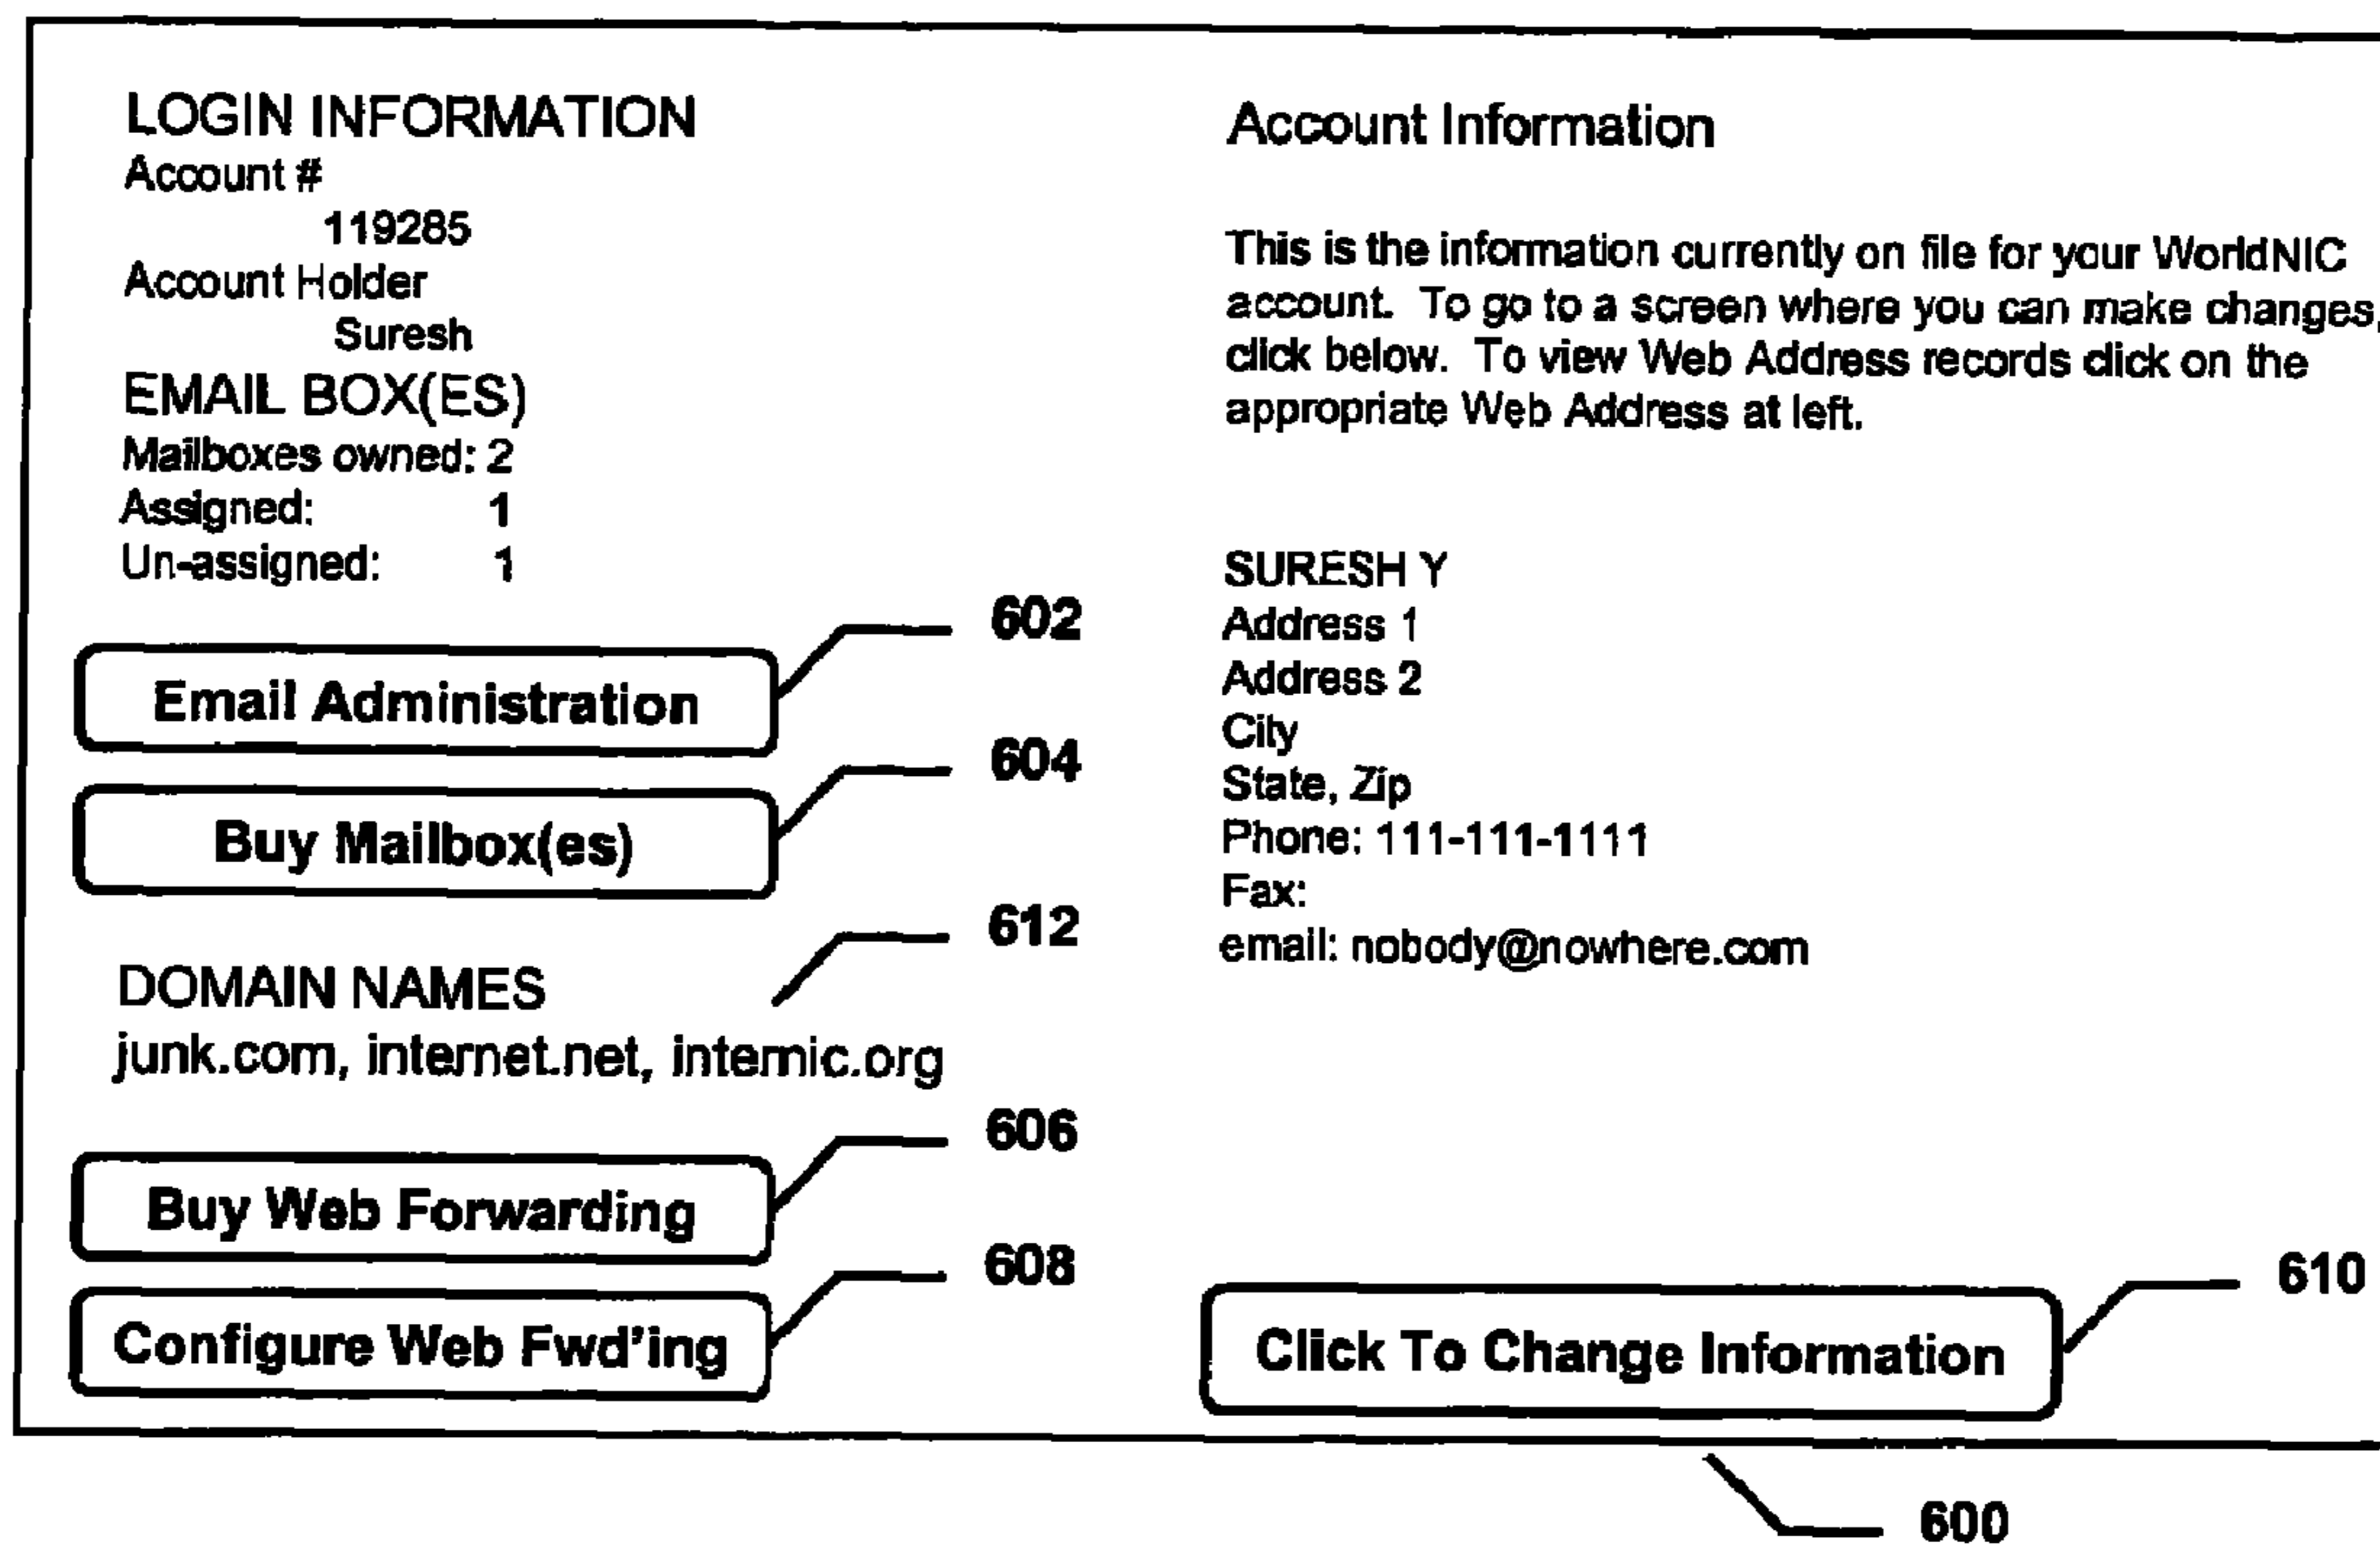 LOGIN INFORMATION
Account #
119285
Account Holder
Suresh
EMAIL BOX(ES)
Mailboxes owned: 2
Assigned: 1
Un-assigned: 1
602
Email Administration
604
Buy Mailbox(es)
612
DOMAIN NAMES
junk.com, internet.net, internic.org
606
Buy Web Forwarding
608
Configure Web Fwd'ing
Account Information
This is the information currently on file for your WorldNIC
account. To go to a screen where you can make changes,
click below. To view Web Address records click on the
appropriate Web Address at left.
SURESH Y
Address 1
Address 2
City
State, Zip
Phone: 111-111-1111
Fax:
email: nobody@nowhere.com
610
Click To Change Information
600